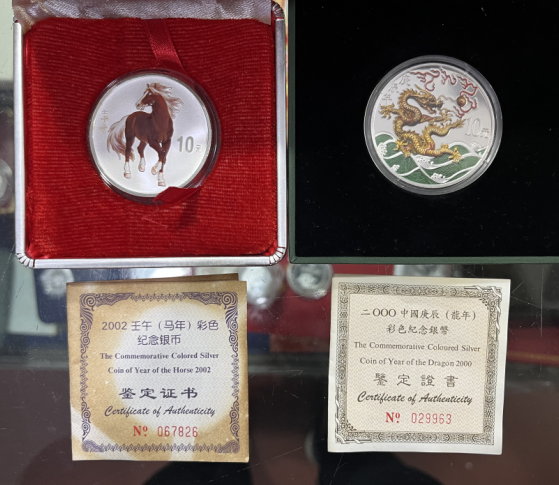 10元
10元
2002 壬午（马年）彩色
纪念银币
The Commemorative Colored Silver
Coin of Year of the Horse 2002
鉴定证书
Certificate of Authenticity
Nº 067826
二OOO 中國庚辰（龍年）
彩色紀念銀幣
The Commemorative Coloured Silver
Coin of Year of the Dragon 2000
鑒定證書
Certificate of Authenticity
Nº 029963